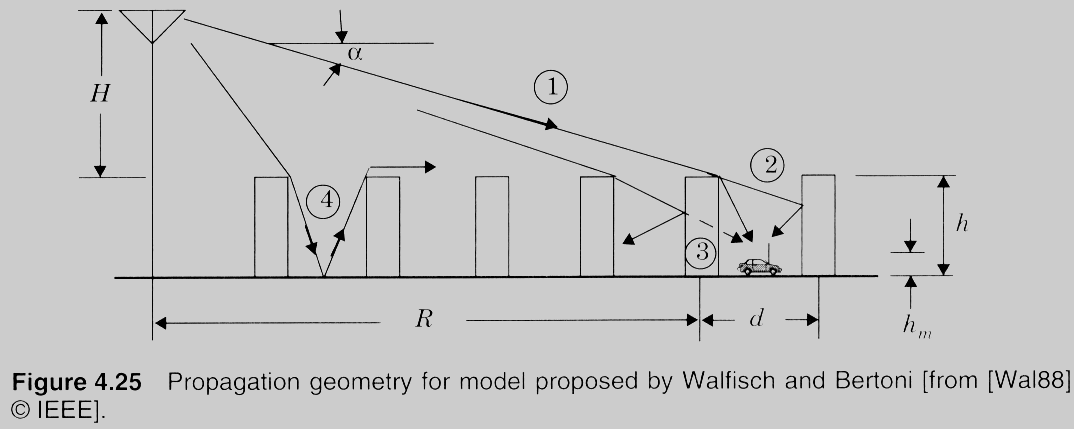 α
H
1
2
4
3
h
R
d
h_m
Figure 4.25 Propagation geometry for model proposed by Walfisch and Bertoni [from [Wal88]
© IEEE].